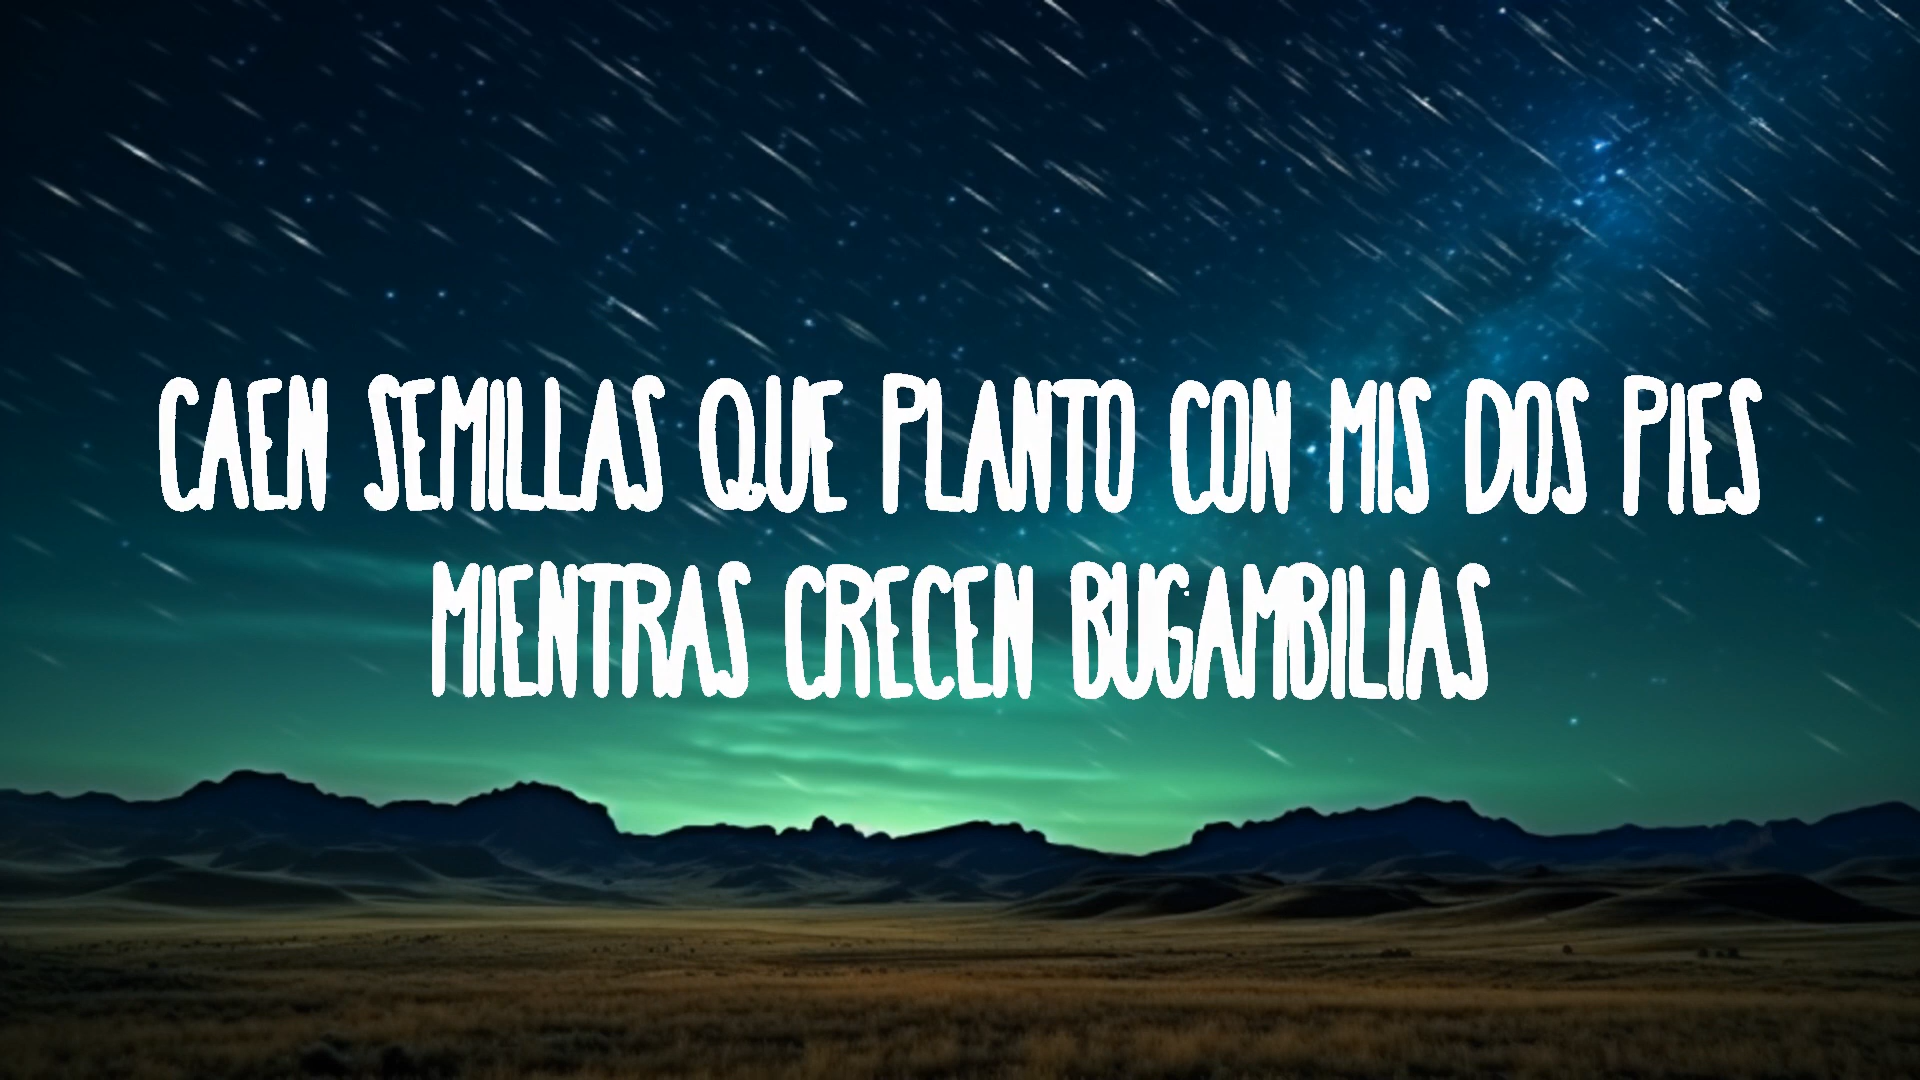 CAEN SEMILLAS QUE PLANTO CON MIS DOS PIES
MIENTRAS CRECEN BUGAMBILIAS